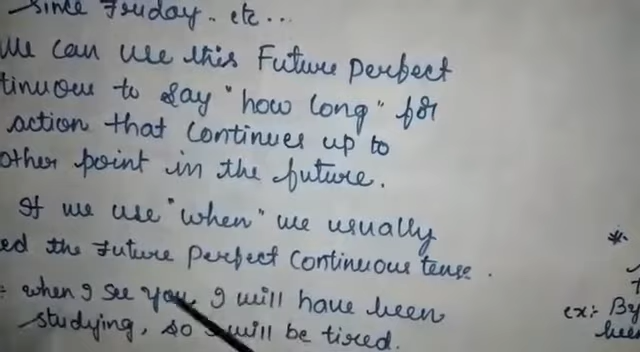 since Friday.. etc...
We can use this Future perfect
tinuous to say "how long" for
action that continues up to
other point in the future.
If we use "when" we usually
ed the Future perfect Continuous tense.
: when I see you, I will have been
studying, so I will be tired.
*
ex:- By
been